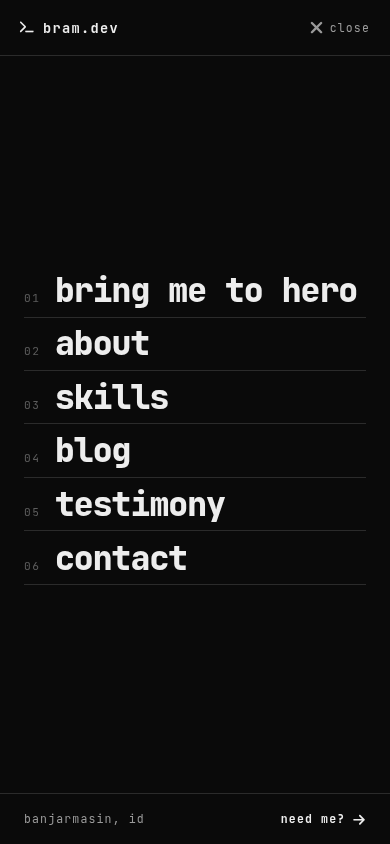 bram.dev
close
01 bring me to hero
02 about
03 skills
04 blog
05 testimony
06 contact
banjarmasin, id
need me? →